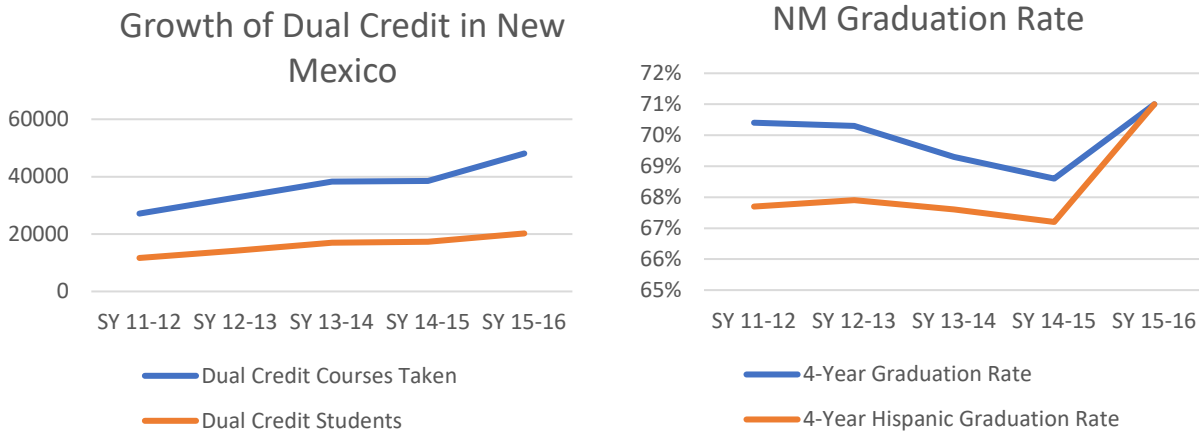 Growth of Dual Credit in New
Mexico
60000
40000
20000
0
SY 11-12 SY 12-13 SY 13-14 SY 14-15 SY 15-16
Dual Credit Courses Taken
Dual Credit Students
NM Graduation Rate
72%
71%
70%
69%
68%
67%
66%
65%
SY 11-12 SY 12-13 SY 13-14 SY 14-15 SY 15-16
4-Year Graduation Rate
4-Year Hispanic Graduation Rate